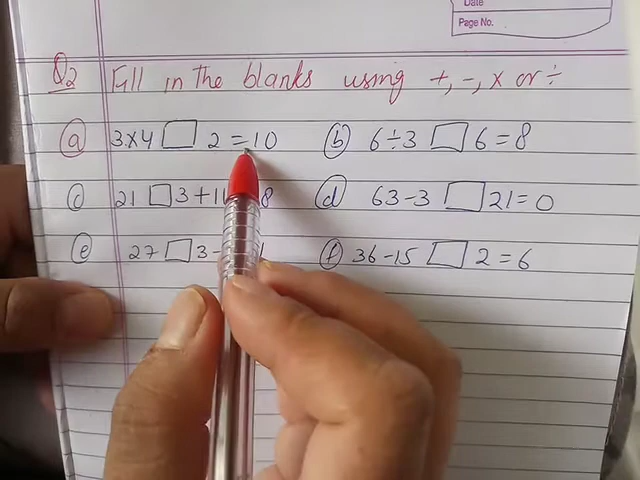 Date
Page No.
Q2 Fill in the blanks using +, -, x or ÷
a 3x4 □ 2 = 10 b 6÷3 □ 6 = 8
c 21 □ 3+11 8 d 63-3 □ 21 = 0
e 27 □ 3- f 36-15 □ 2 = 6